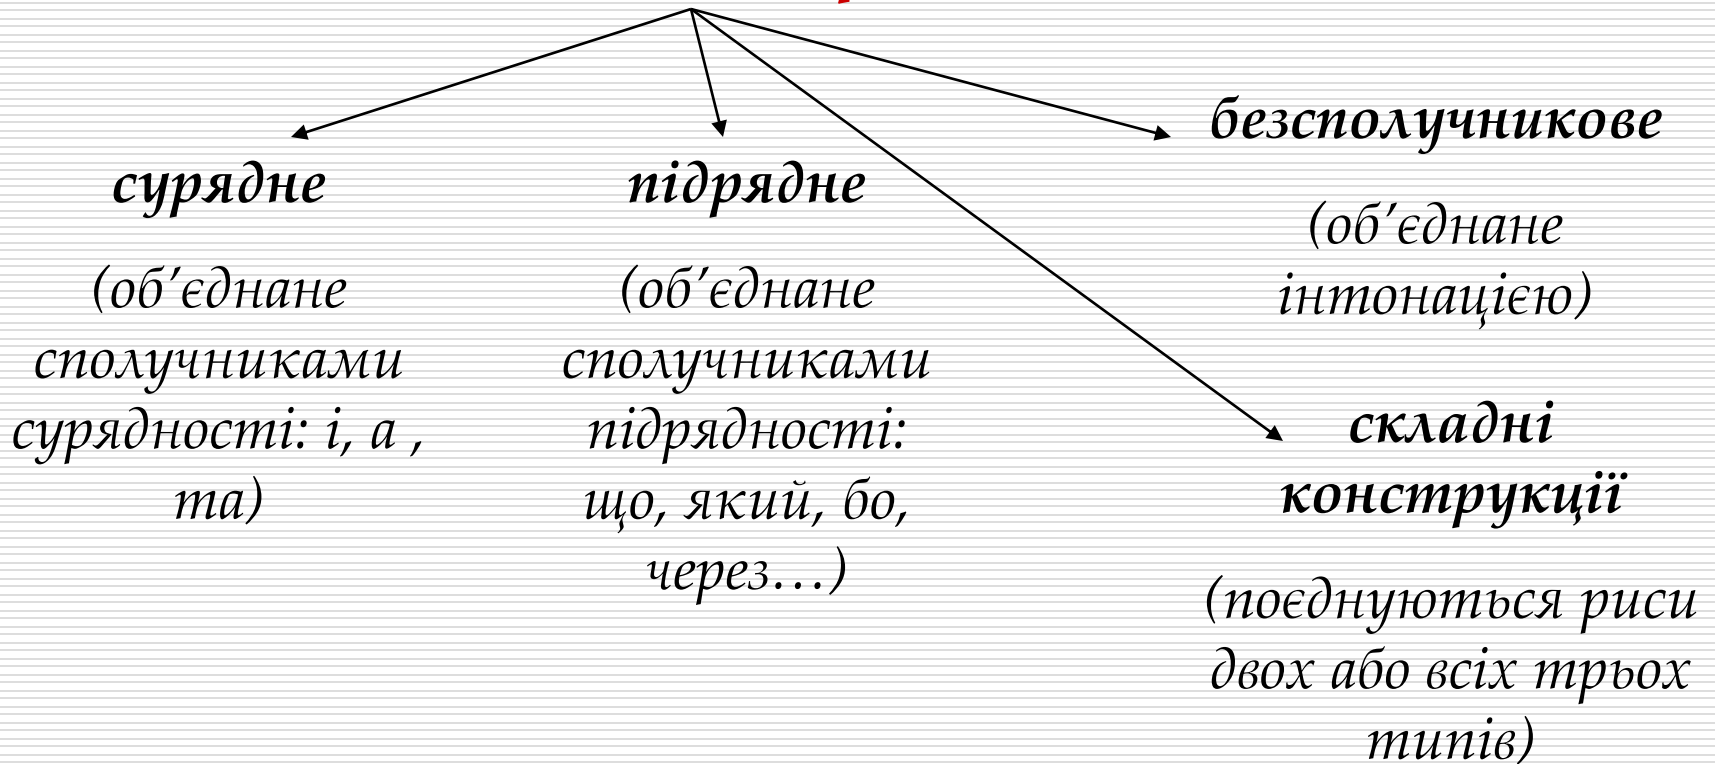 сурядне
(об’єднане
сполучниками
сурядності: і, а ,
та)
підрядне
(об’єднане
сполучниками
підрядності:
що, який, бо,
через…)
безсполучникове
(об’єднане
інтонацією)
складні
конструкції
(поєднуються риси
двох або всіх трьох
типів)